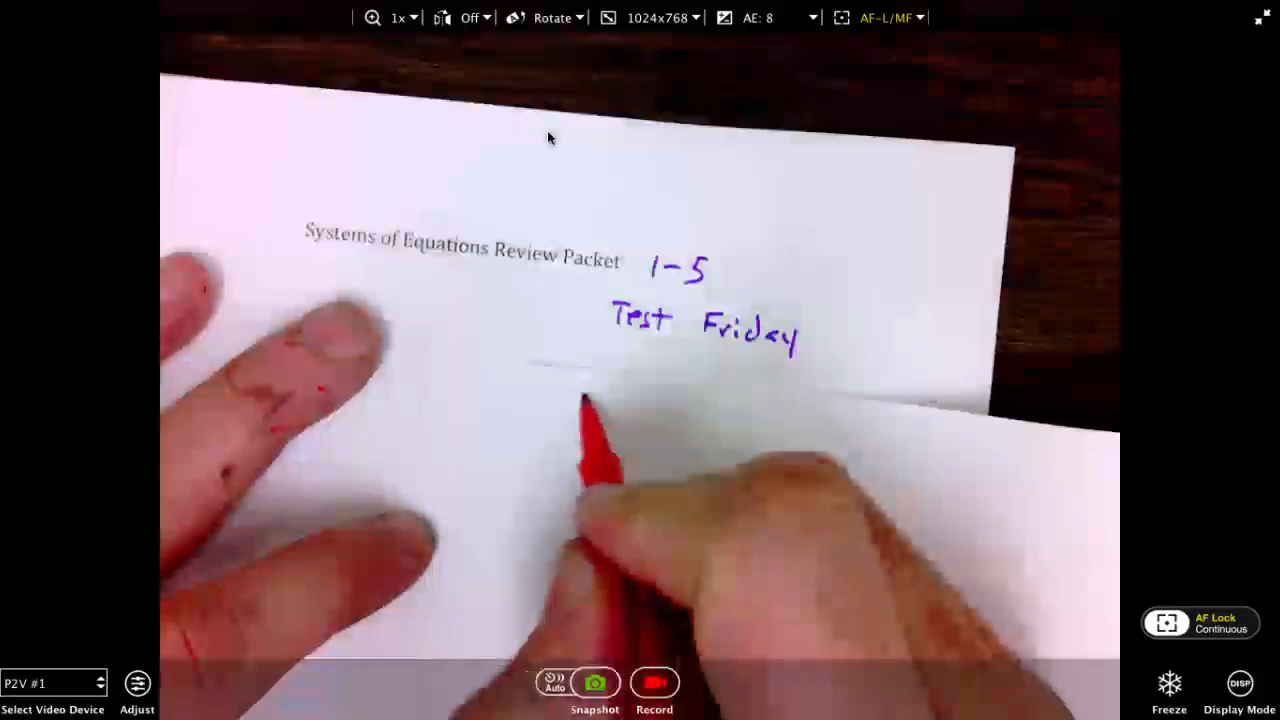 1x Off Rotate 1024x768 AE: 8 AF-L/MF
Systems of Equations Review Packet 1-5
Test Friday
AF Lock
Continuous
P2V #1
Select Video Device
Adjust
Auto
Snapshot
Record
Freeze
DISP
Display Mode